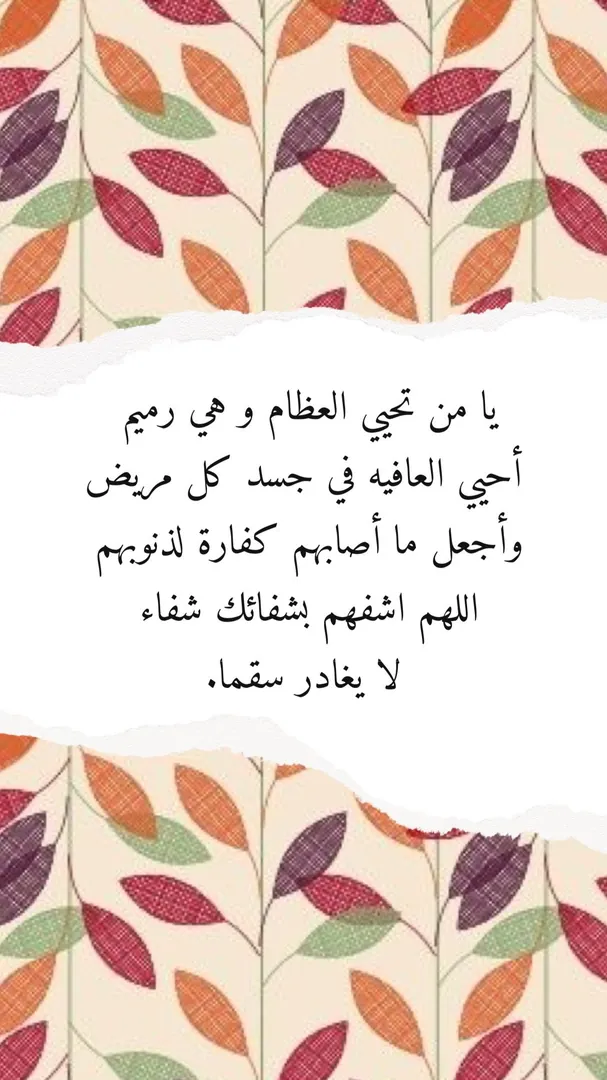 يا من تحيي العظام و هي رميم
أحيي العافيه في جسد كل مريض
وأجعل ما أصابهم كفارة لذنوبهم
اللهم اشفهم بشفائك شفاء
لا يغادر سقما.